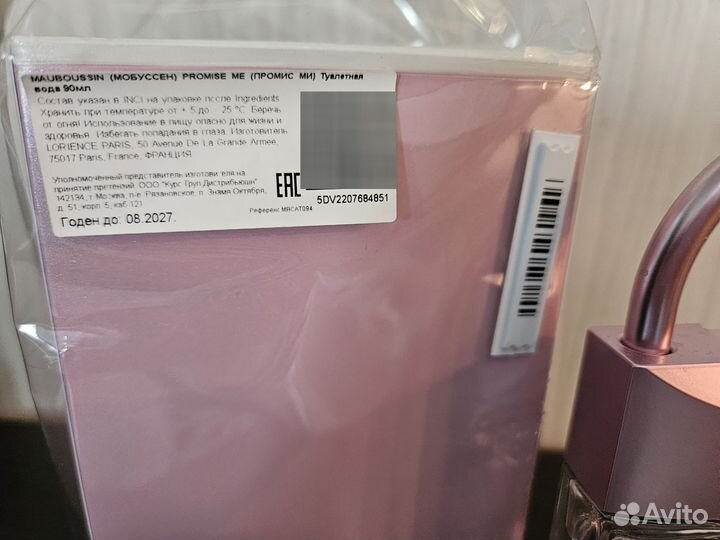 MAUBOUSSIN (МОБУССЕН) PROMISE ME (ПРОМИС МИ) Туалетная
вода 90мл
Состав указан в INCI на упаковке после Ingredients.
Хранить при температуре от + 5 до 25 °C. Беречь
от огня! Использование в пищу опасно для жизни и
здоровья. Избегать попадания в глаза. Изготовитель
LORIENCE PARIS, 50 Avenue De La Grande Armee,
75017 Paris, France, ФРАНЦИЯ
Уполномоченный представитель изготовителя на
принятие претензий: ООО "Курс Груп Дистрибьюшн"
142134, г. Москва, п-е. Рязановское, п. Знамя Октября,
д. 51, корп. 5, каб.121
EAC
5DV2207684851
Годен до: 08.2027.
Референс MBCAT094
Avito